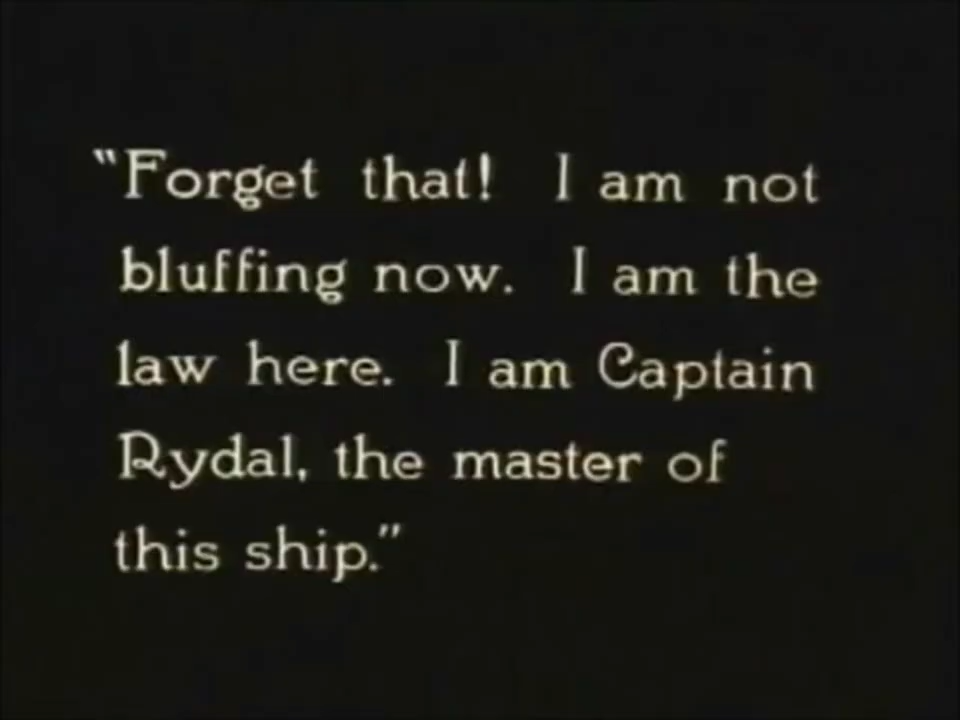 "Forget that! I am not
bluffing now. I am the
law here. I am Captain
Rydal, the master of
this ship."